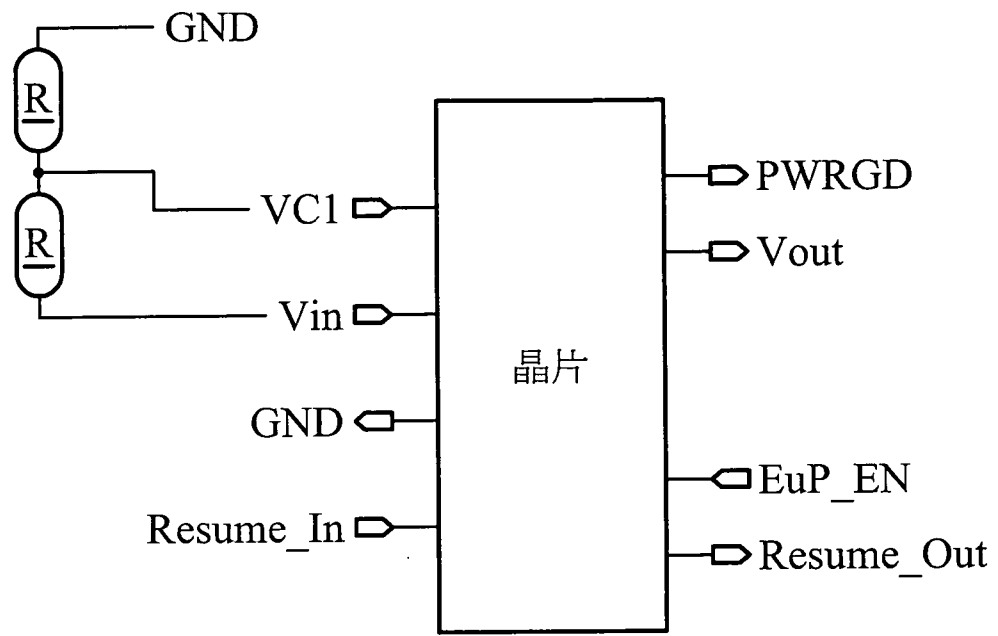 GND
R
PWRGD
VC1
R
Vout
Vin
晶片
GND
EuP_EN
Resume_In
Resume_Out